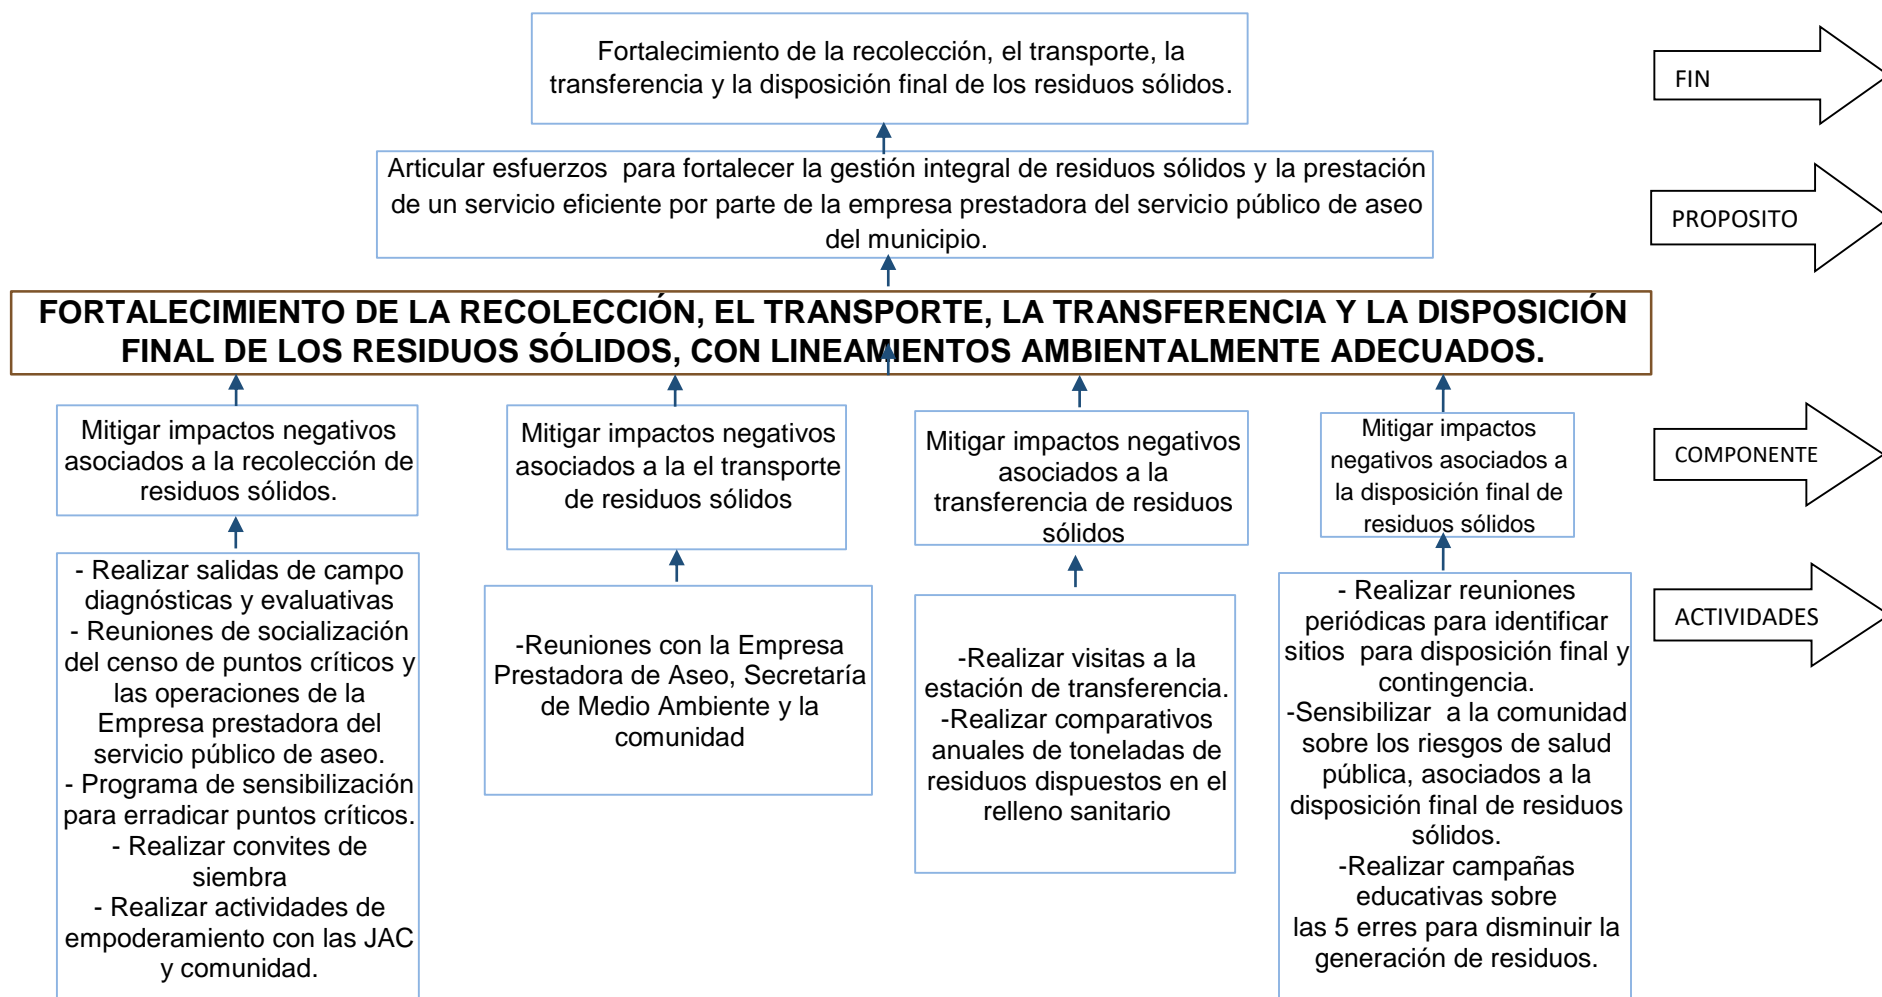 Fortalecimiento de la recolección, el transporte, la
transferencia y la disposición final de los residuos sólidos.
FIN
Articular esfuerzos  para fortalecer la gestión integral de residuos sólidos y la prestación
de un servicio eficiente por parte de la empresa prestadora del servicio público de aseo
del municipio.
PROPOSITO
FORTALECIMIENTO DE LA RECOLECCIÓN, EL TRANSPORTE, LA TRANSFERENCIA Y LA DISPOSICIÓN
FINAL DE LOS RESIDUOS SÓLIDOS, CON LINEAMIENTOS AMBIENTALMENTE ADECUADOS.
Mitigar impactos negativos
asociados a la recolección de
residuos sólidos.
Mitigar impactos negativos
asociados a la el transporte
de residuos sólidos
Mitigar impactos negativos
asociados a la
transferencia de residuos
sólidos
Mitigar impactos
negativos asociados a
la disposición final de
residuos sólidos
COMPONENTE
- Realizar salidas de campo
diagnósticas y evaluativas
- Reuniones de socialización
del censo de puntos críticos y
las operaciones de la
Empresa prestadora del
servicio público de aseo.
- Programa de sensibilización
para erradicar puntos críticos.
- Realizar convites de
siembra
- Realizar actividades de
empoderamiento con las JAC
y comunidad.
-Reuniones con la Empresa
Prestadora de Aseo, Secretaría
de Medio Ambiente y la
comunidad
-Realizar visitas a la
estación de transferencia.
-Realizar comparativos
anuales de toneladas de
residuos dispuestos en el
relleno sanitario
- Realizar reuniones
periódicas para identificar
sitios  para disposición final y
contingencia.
-Sensibilizar  a la comunidad
sobre los riesgos de salud
pública, asociados a la
disposición final de residuos
sólidos.
-Realizar campañas
educativas sobre
las 5 erres para disminuir la
generación de residuos.
ACTIVIDADES